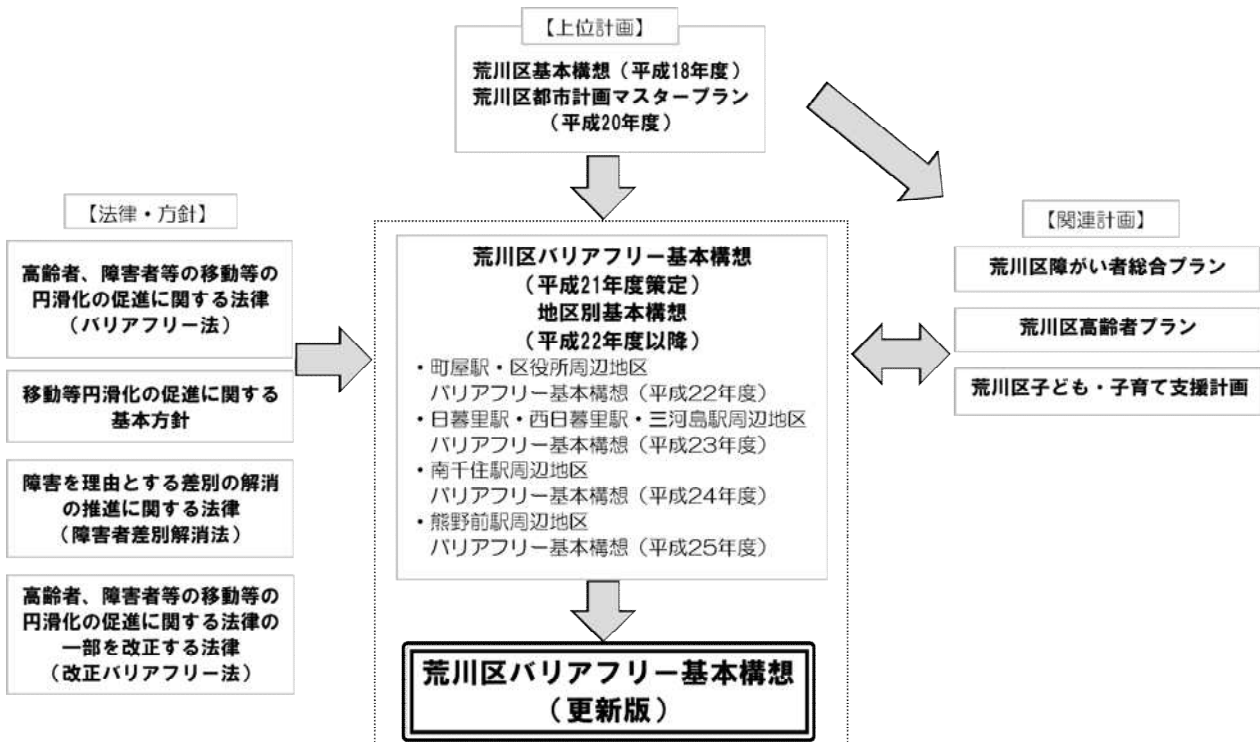 【上位計画】
荒川区基本構想（平成18年度）
荒川区都市計画マスタープラン
（平成20年度）
【法律・方針】
高齢者、障害者等の移動等の
円滑化の促進に関する法律
（バリアフリー法）
移動等円滑化の促進に関する
基本方針
障害を理由とする差別の解消
の推進に関する法律
（障害者差別解消法）
高齢者、障害者等の移動等の
円滑化の促進に関する法律の
一部を改正する法律
（改正バリアフリー法）
荒川区バリアフリー基本構想
（平成21年度策定）
地区別基本構想
（平成22年度以降）
・町屋駅・区役所周辺地区
バリアフリー基本構想（平成22年度）
・日暮里駅・西日暮里駅・三河島駅周辺地区
バリアフリー基本構想（平成23年度）
・南千住駅周辺地区
バリアフリー基本構想（平成24年度）
・熊野前駅周辺地区
バリアフリー基本構想（平成25年度）
荒川区バリアフリー基本構想
（更新版）
【関連計画】
荒川区障がい者総合プラン
荒川区高齢者プラン
荒川区子ども・子育て支援計画